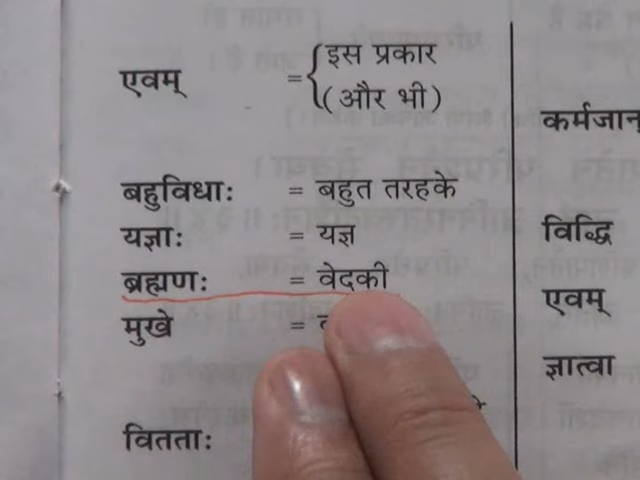 एवम् = { इस प्रकार
(और भी)
बहुविधाः = बहुत तरहके
यज्ञाः = यज्ञ
ब्रह्मणः = वेदकी
मुखे =
वितताः
कर्मजान्
विद्धि
एवम्
ज्ञात्वा